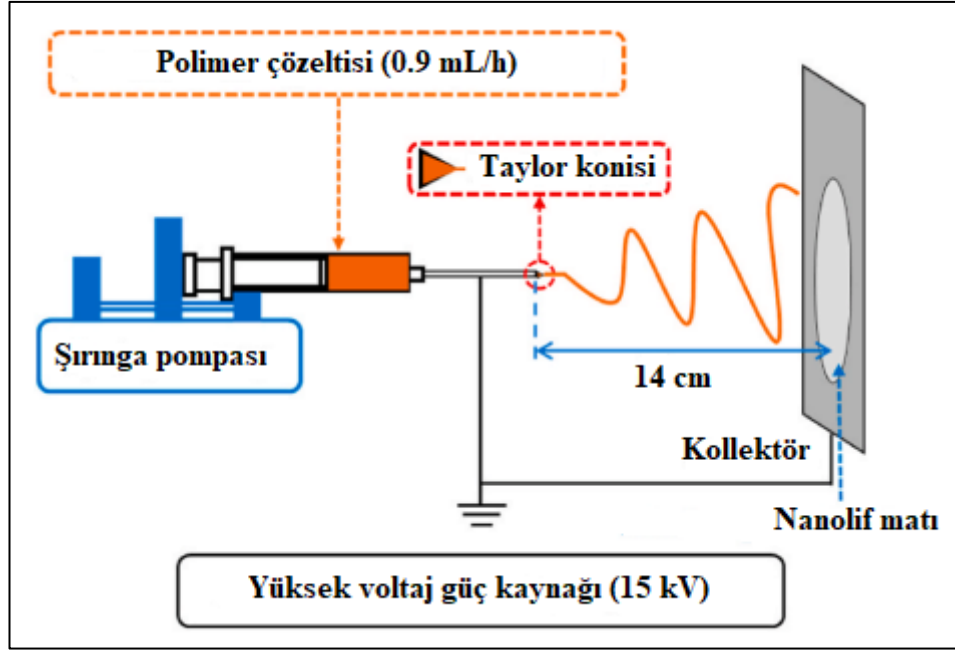 Polimer çözeltisi (0.9 mL/h)
Taylor konisi
Şırınga pompası
14 cm
Kollektör
Nanolif matı
Yüksek voltaj güç kaynağı (15 kV)